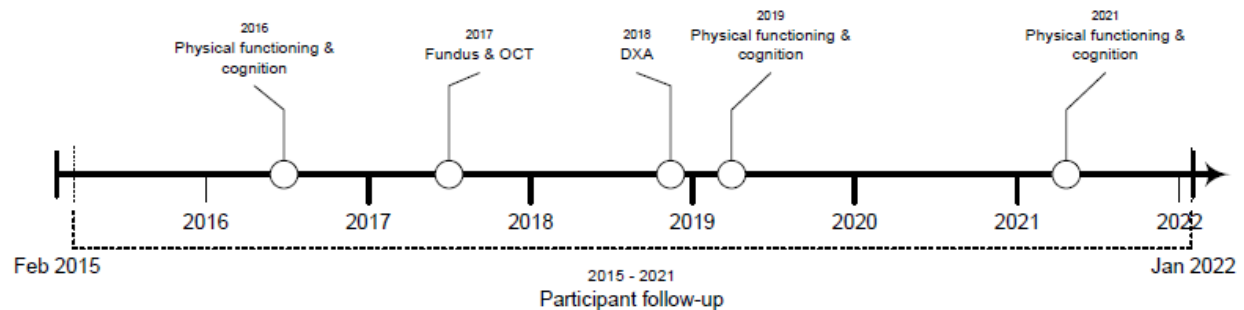 2016
Physical functioning &
cognition
2017
Fundus & OCT
2018
DXA
2019
Physical functioning &
cognition
2021
Physical functioning &
cognition
2016
2017
2018
2019
2020
2021
2022
Feb 2015
Jan 2022
2015 - 2021
Participant follow-up